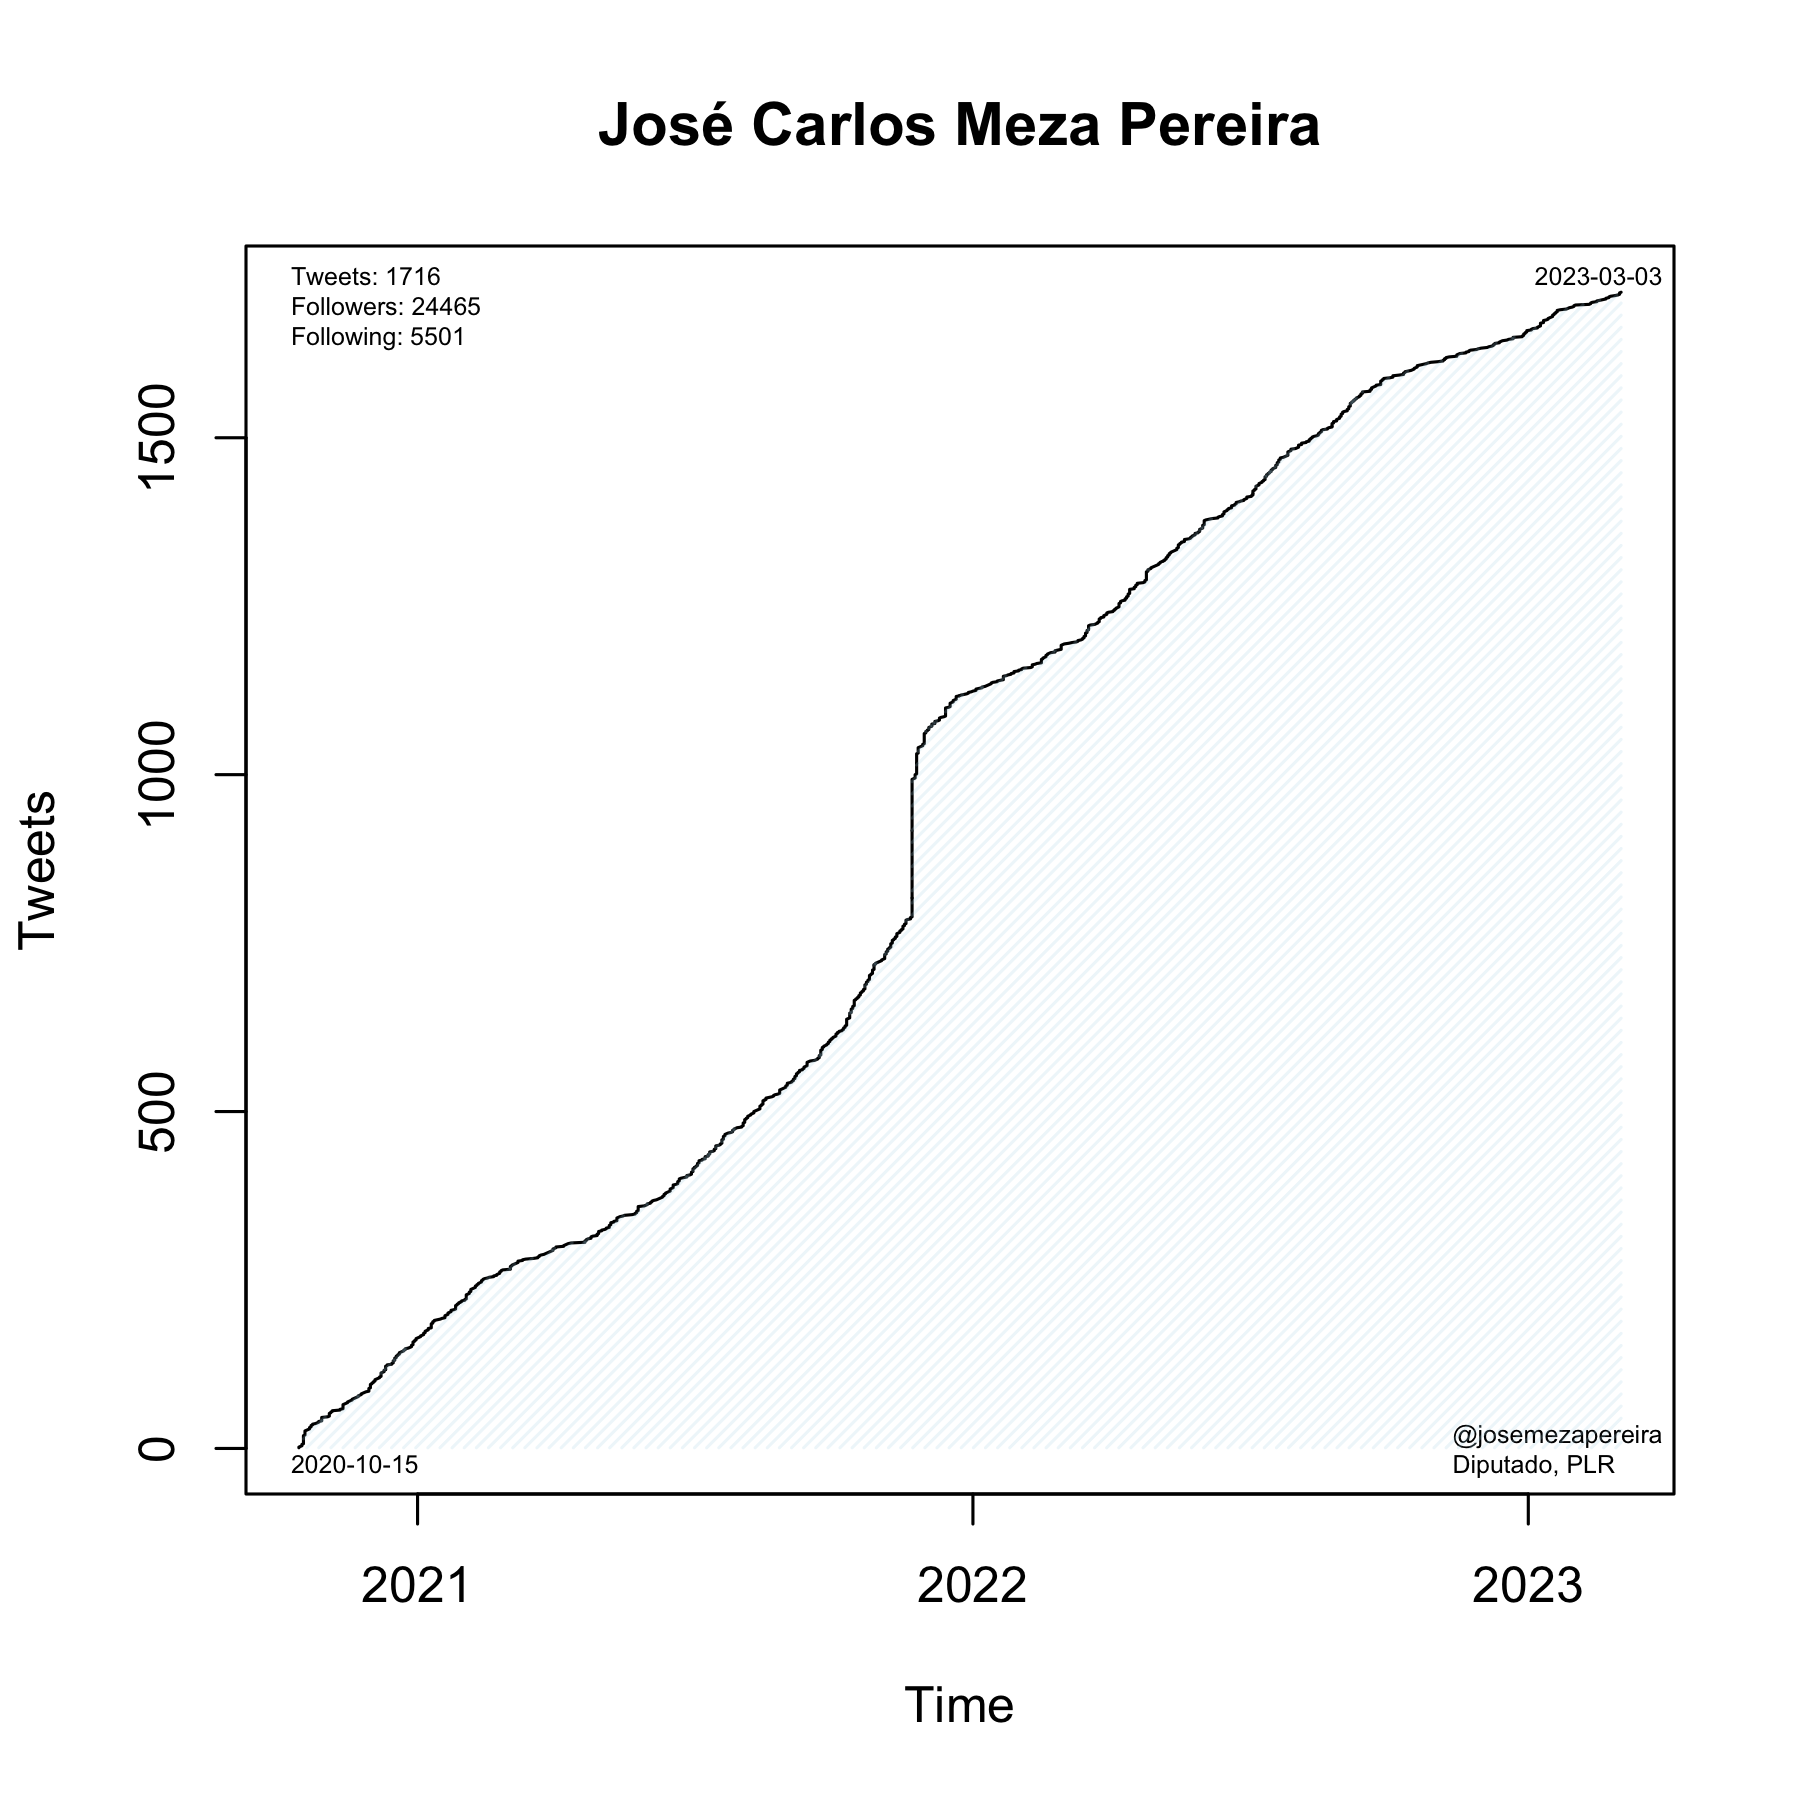 José Carlos Meza Pereira
Tweets: 1716
Followers: 24465
Following: 5501
2023-03-03
1500
1000
500
0
Tweets
@josemezapereira
Diputado, PLR
2020-10-15
2021
2022
2023
Time